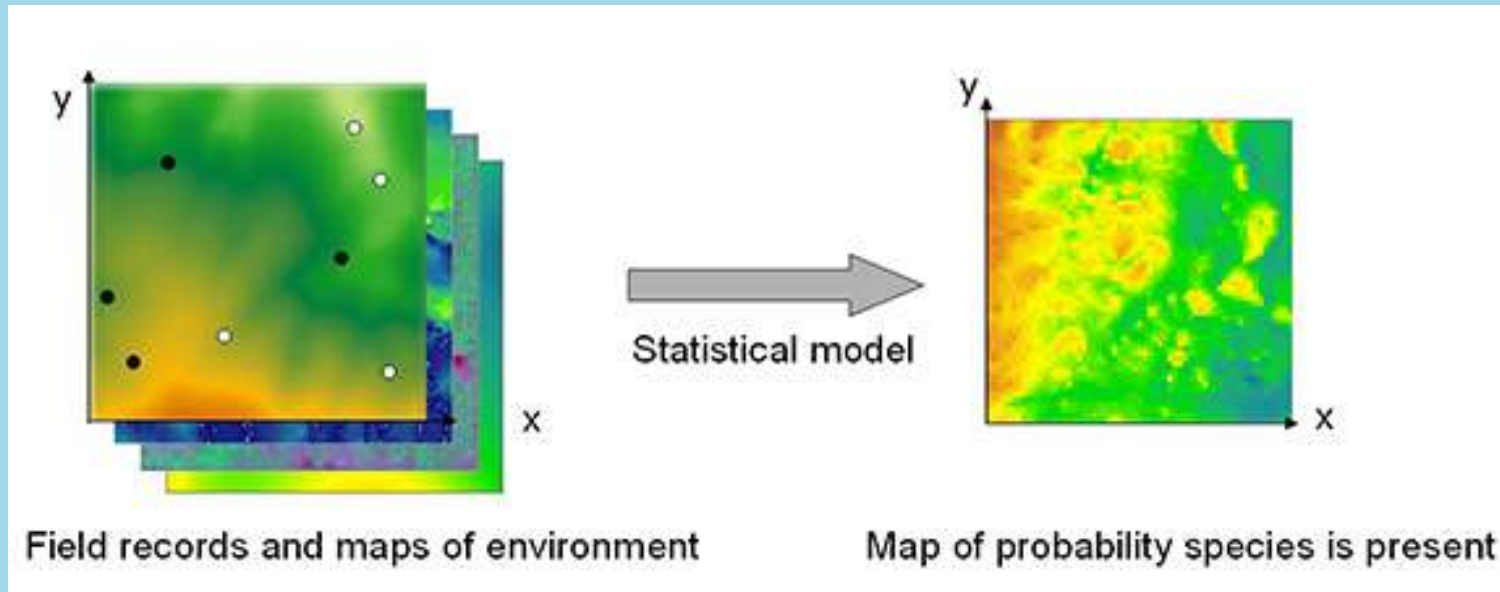 y
x
Field records and maps of environment
Statistical model
y
x
Map of probability species is present